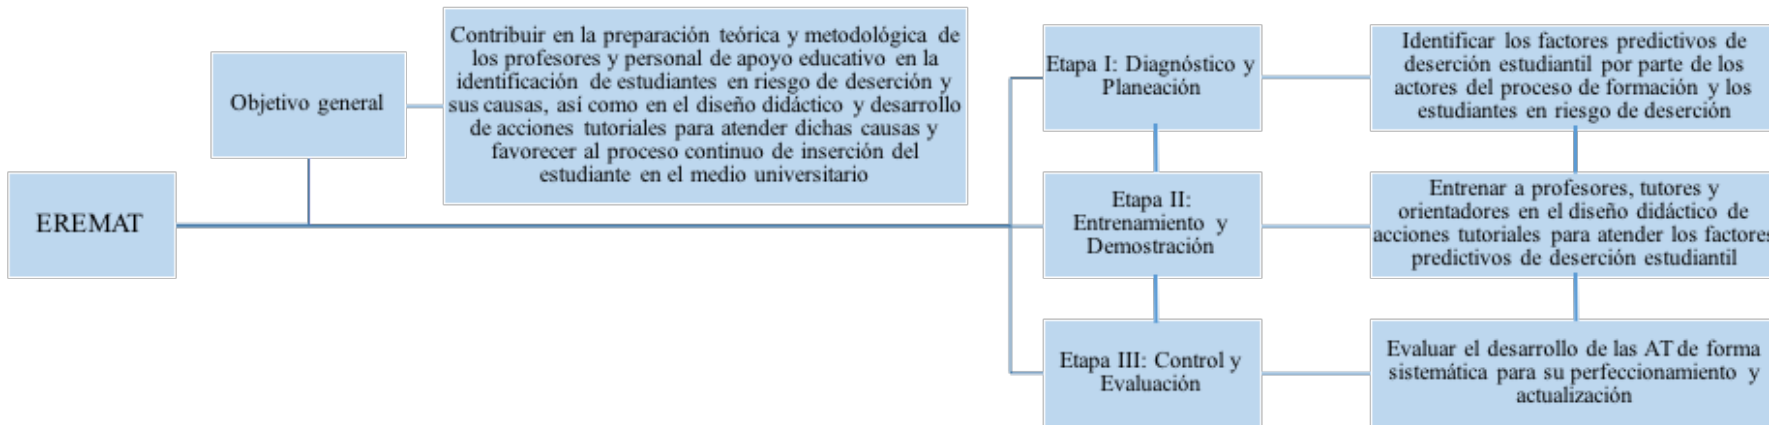 EREMAT
Objetivo general
Contribuir en la preparación teórica y metodológica de
los profesores y personal de apoyo educativo en la
identificación de estudiantes en riesgo de deserción y
sus causas, así como en el diseño didáctico y desarrollo
de acciones tutoriales para atender dichas causas y
favorecer al proceso continuo de inserción del
estudiante en el medio universitario
Etapa I: Diagnóstico y
Planeación
Identificar los factores predictivos de
deserción estudiantil por parte de los
actores del proceso de formación y los
estudiantes en riesgo de deserción
Etapa II:
Entrenamiento y
Demostración
Entrenar a profesores, tutores y
orientadores en el diseño didáctico de
acciones tutoriales para atender los factores
predictivos de deserción estudiantil
Etapa III: Control y
Evaluación
Evaluar el desarrollo de las AT de forma
sistemática para su perfeccionamiento y
actualización